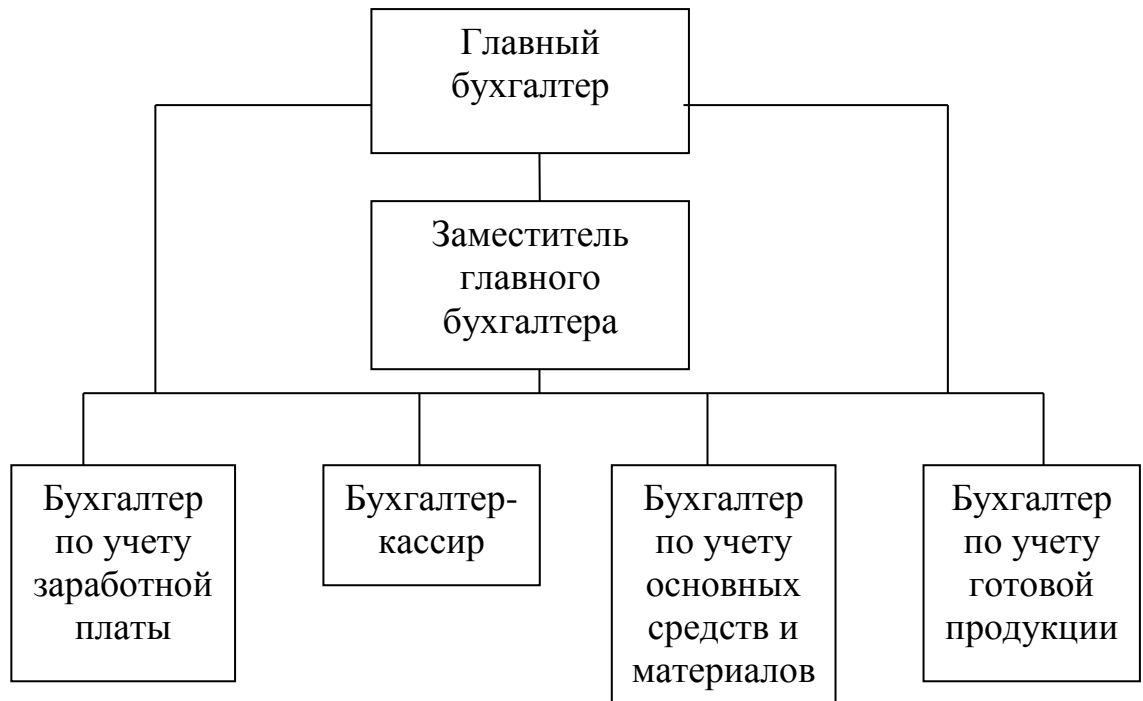 Главный
бухгалтер
Заместитель
главного
бухгалтера
Бухгалтер
по учету
заработной
платы
Бухгалтер-
кассир
Бухгалтер
по учету
основных
средств и
материалов
Бухгалтер
по учету
готовой
продукции